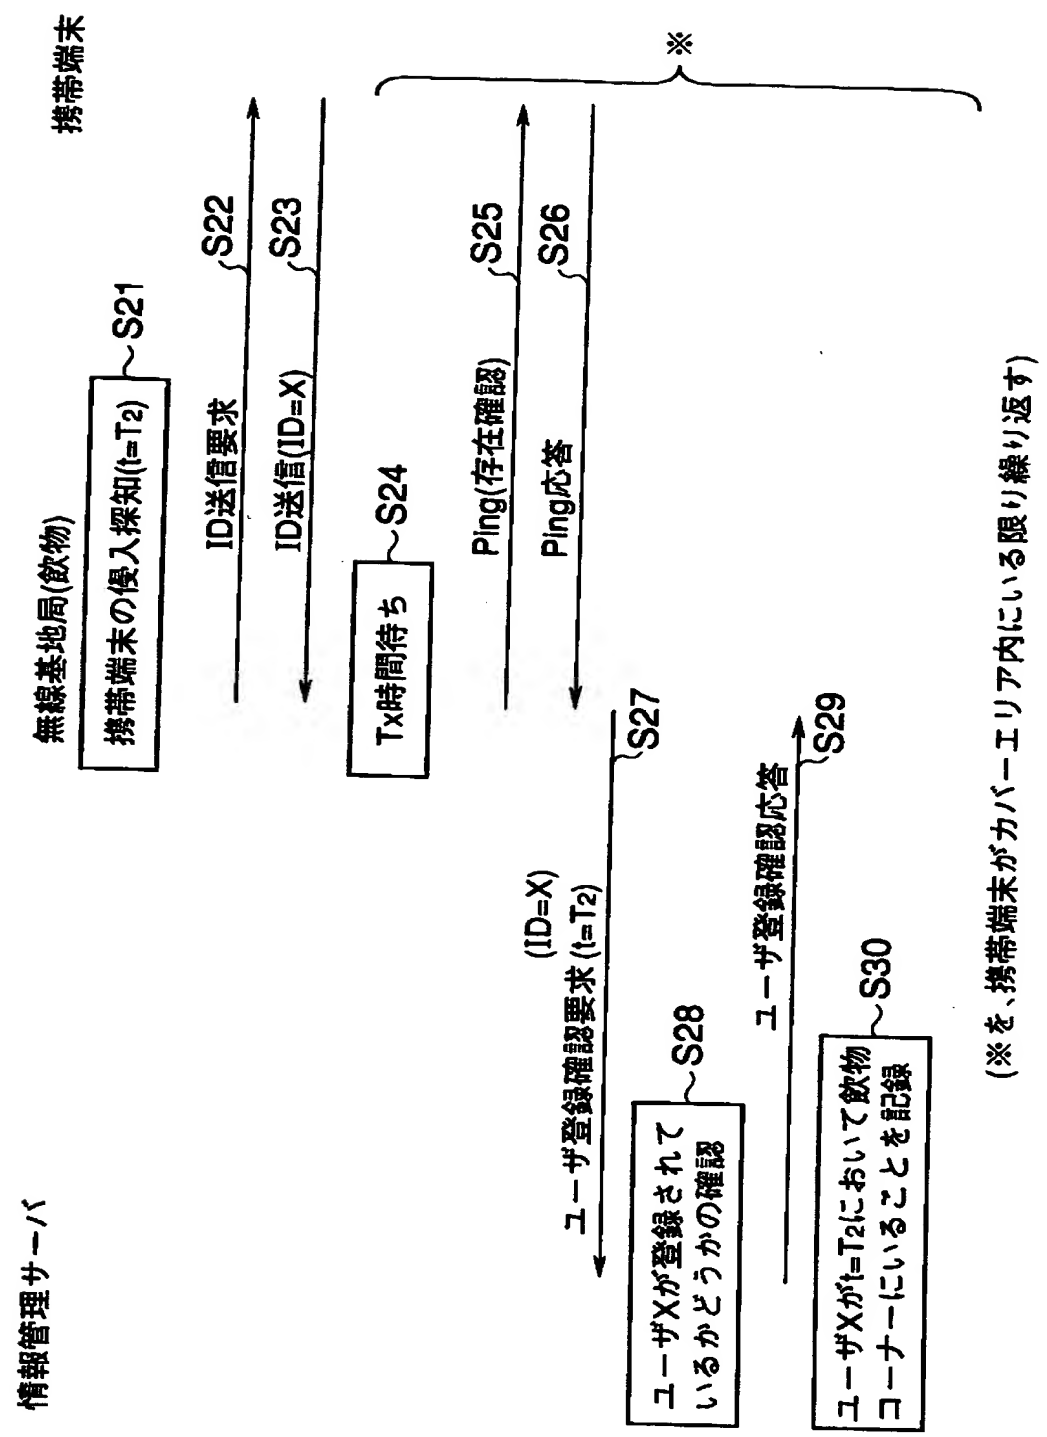 情報管理サーバ
無線基地局(飲物)
携帯端末
携帯端末の侵入探知(t=T2)
S21
ID送信要求
S22
ID送信(ID=X)
S23
Tx時間待ち
S24
※
Ping(存在確認)
S25
Ping応答
S26
(ID=X)
ユーザ登録確認要求(t=T2)
S27
ユーザXが登録されて
いるかどうかの確認
S28
ユーザ登録確認応答
S29
ユーザXがt=T2において飲物
コーナーにいることを記録
S30
(※を、携帯端末がカバーエリア内にいる限り繰り返す)